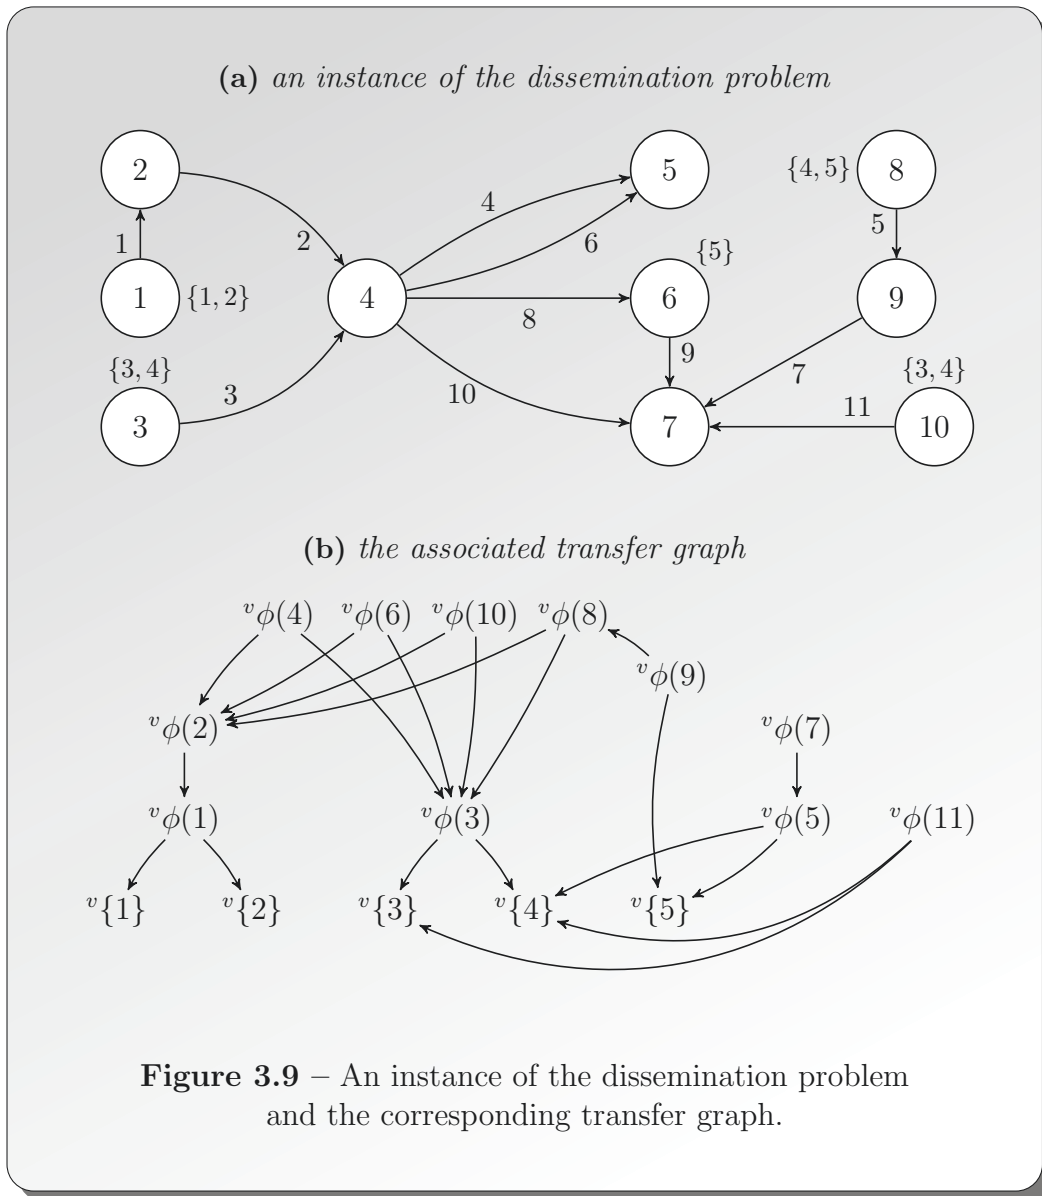 (a) an instance of the dissemination problem
2 5 {4, 5} 8
4
1 2 6 5
{5}
1 {1, 2} 4 6 9
8
9
{3, 4} 7 {3, 4}
3 10 11
3 7 10
(b) the associated transfer graph
vϕ(4) vϕ(6) vϕ(10) vϕ(8)
vϕ(9)
vϕ(2) vϕ(7)
vϕ(1) vϕ(3) vϕ(5) vϕ(11)
v{1} v{2} v{3} v{4} v{5}
Figure 3.9 – An instance of the dissemination problem
and the corresponding transfer graph.